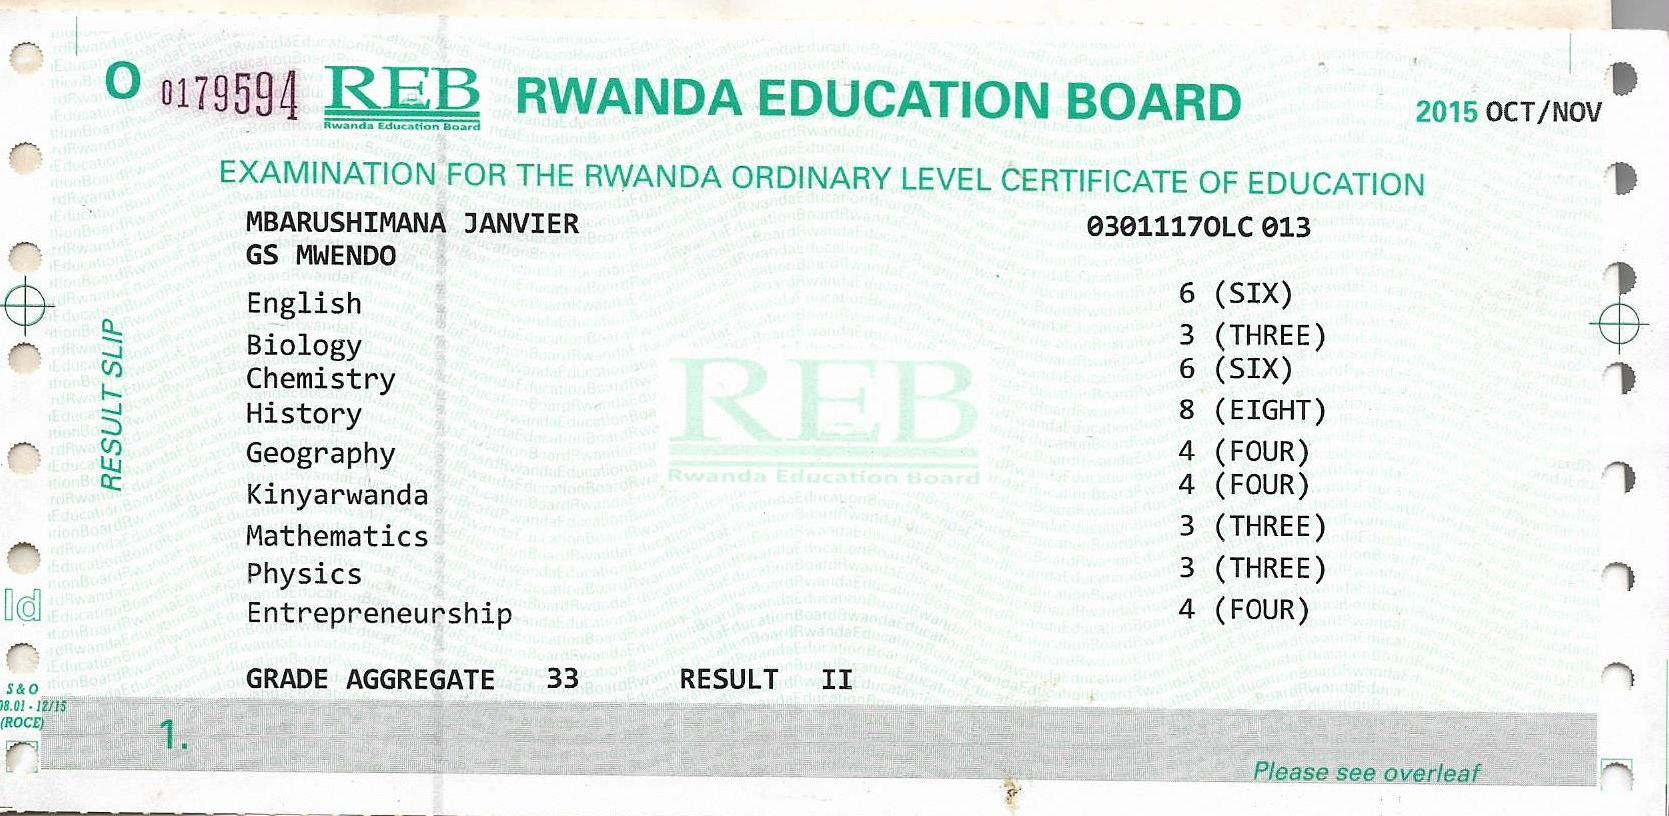 O 0179594 REB RWANDA EDUCATION BOARD 2015 OCT/NOV
Rwanda Education Board
EXAMINATION FOR THE RWANDA ORDINARY LEVEL CERTIFICATE OF EDUCATION
MBARUSHIMANA JANVIER 0301117OLC 013
GS MWENDO
English 6 (SIX)
Biology 3 (THREE)
Chemistry 6 (SIX)
History 8 (EIGHT)
Geography 4 (FOUR)
Kinyarwanda 4 (FOUR)
Mathematics 3 (THREE)
Physics 3 (THREE)
Entrepreneurship 4 (FOUR)
REB
Rwanda Education Board
RESULT SLIP
GRADE AGGREGATE 33 RESULT II
ld
S & O
08.01 - 12/15
(ROCE)
1.
Please see overleaf